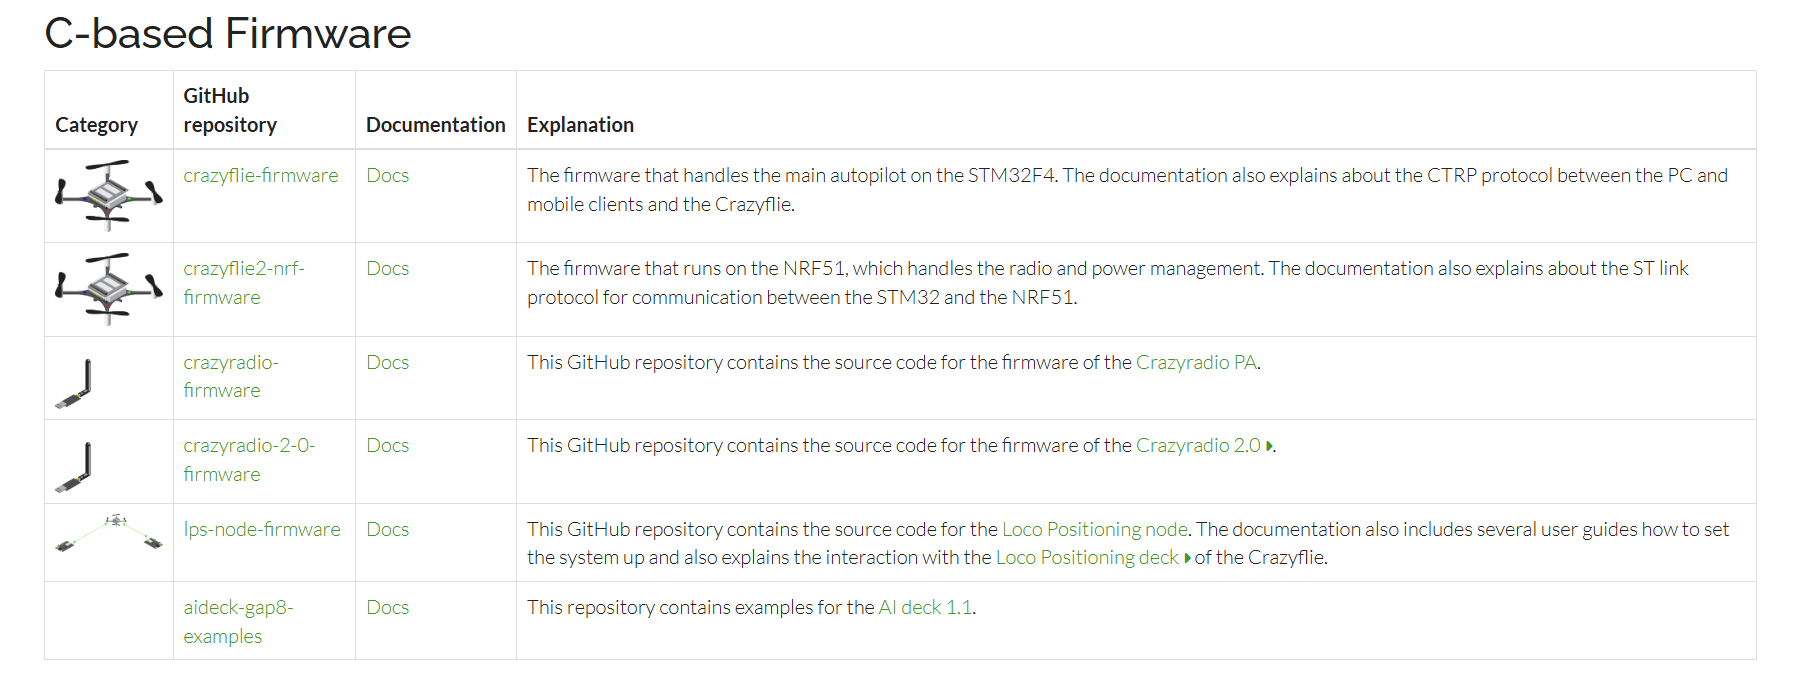 C-based Firmware
Category
GitHub
repository
Documentation
Explanation
crazyflie-firmware
Docs
The firmware that handles the main autopilot on the STM32F4. The documentation also explains about the CTRP protocol between the PC and
mobile clients and the Crazyflie.
crazyflie2-nrf-
firmware
Docs
The firmware that runs on the NRF51, which handles the radio and power management. The documentation also explains about the ST link
protocol for communication between the STM32 and the NRF51.
crazyradio-
firmware
Docs
This GitHub repository contains the source code for the firmware of the Crazyradio PA.
crazyradio-2-0-
firmware
Docs
This GitHub repository contains the source code for the firmware of the Crazyradio 2.0 .
lps-node-firmware
Docs
This GitHub repository contains the source code for the Loco Positioning node. The documentation also includes several user guides how to set
the system up and also explains the interaction with the Loco Positioning deck of the Crazyflie.
aideck-gap8-
examples
Docs
This repository contains examples for the AI deck 1.1.